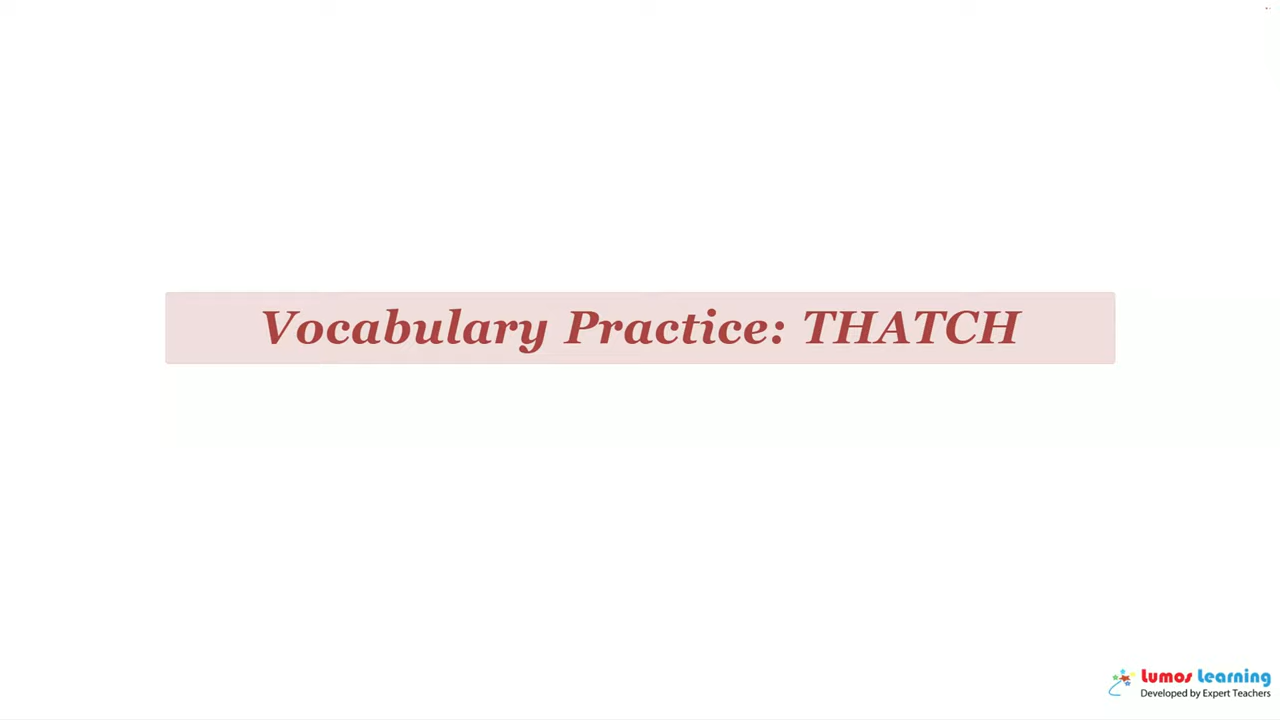 Vocabulary Practice: THATCH
Lumos Learning
Developed by Expert Teachers